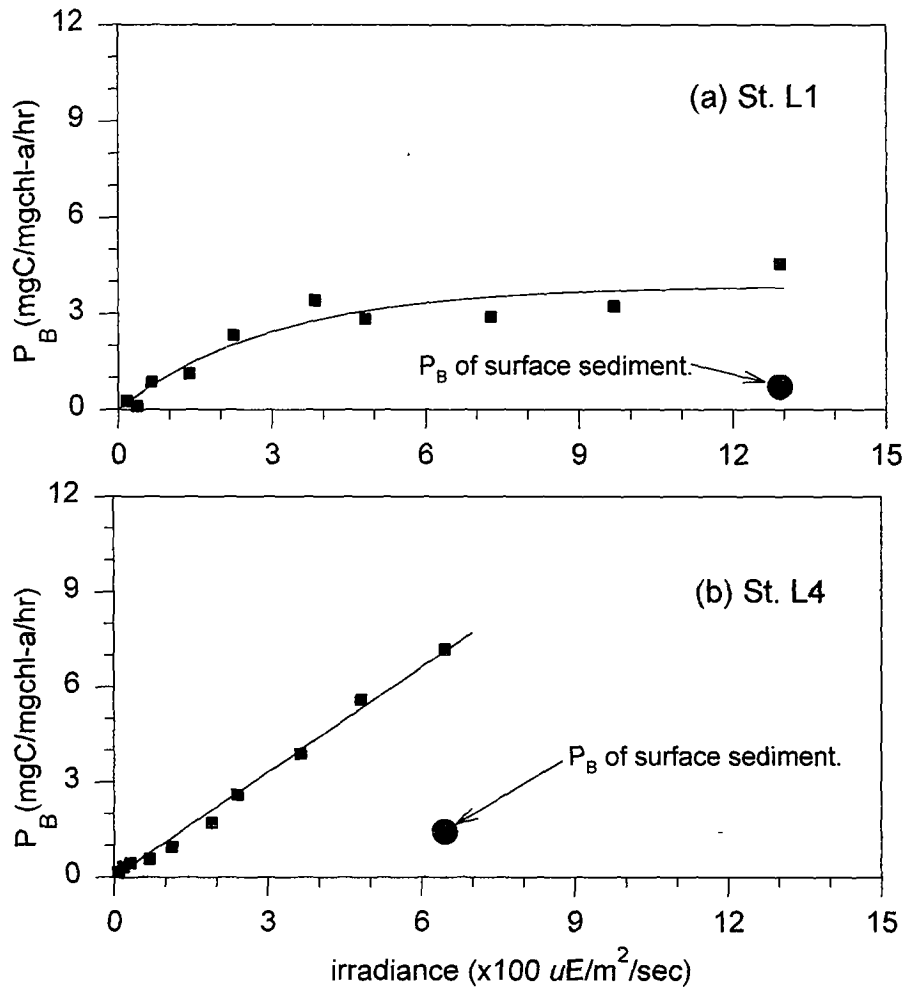 12
9
6
3
0
P_B (mgC/mgchl-a/hr)
(a) St. L1
P_B of surface sediment.
0 3 6 9 12 15
12
9
6
3
0
P_B (mgC/mgchl-a/hr)
(b) St. L4
P_B of surface sediment.
0 3 6 9 12 15
irradiance (x100 uE/m²/sec)